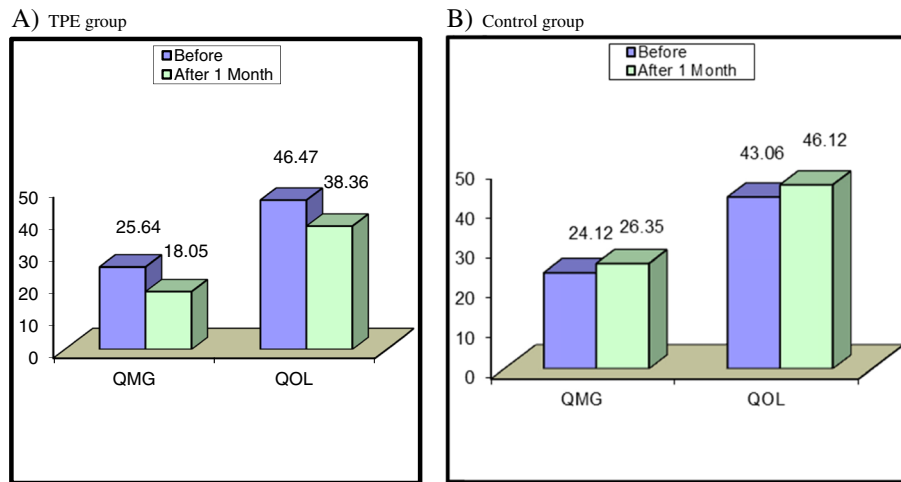 A) TPE group
Before
After 1 Month
46.47
38.36
25.64
18.05
50
40
30
20
10
0
QMG QOL
B) Control group
Before
After 1 Month
43.06 46.12
24.12 26.35
50
40
30
20
10
0
QMG QOL